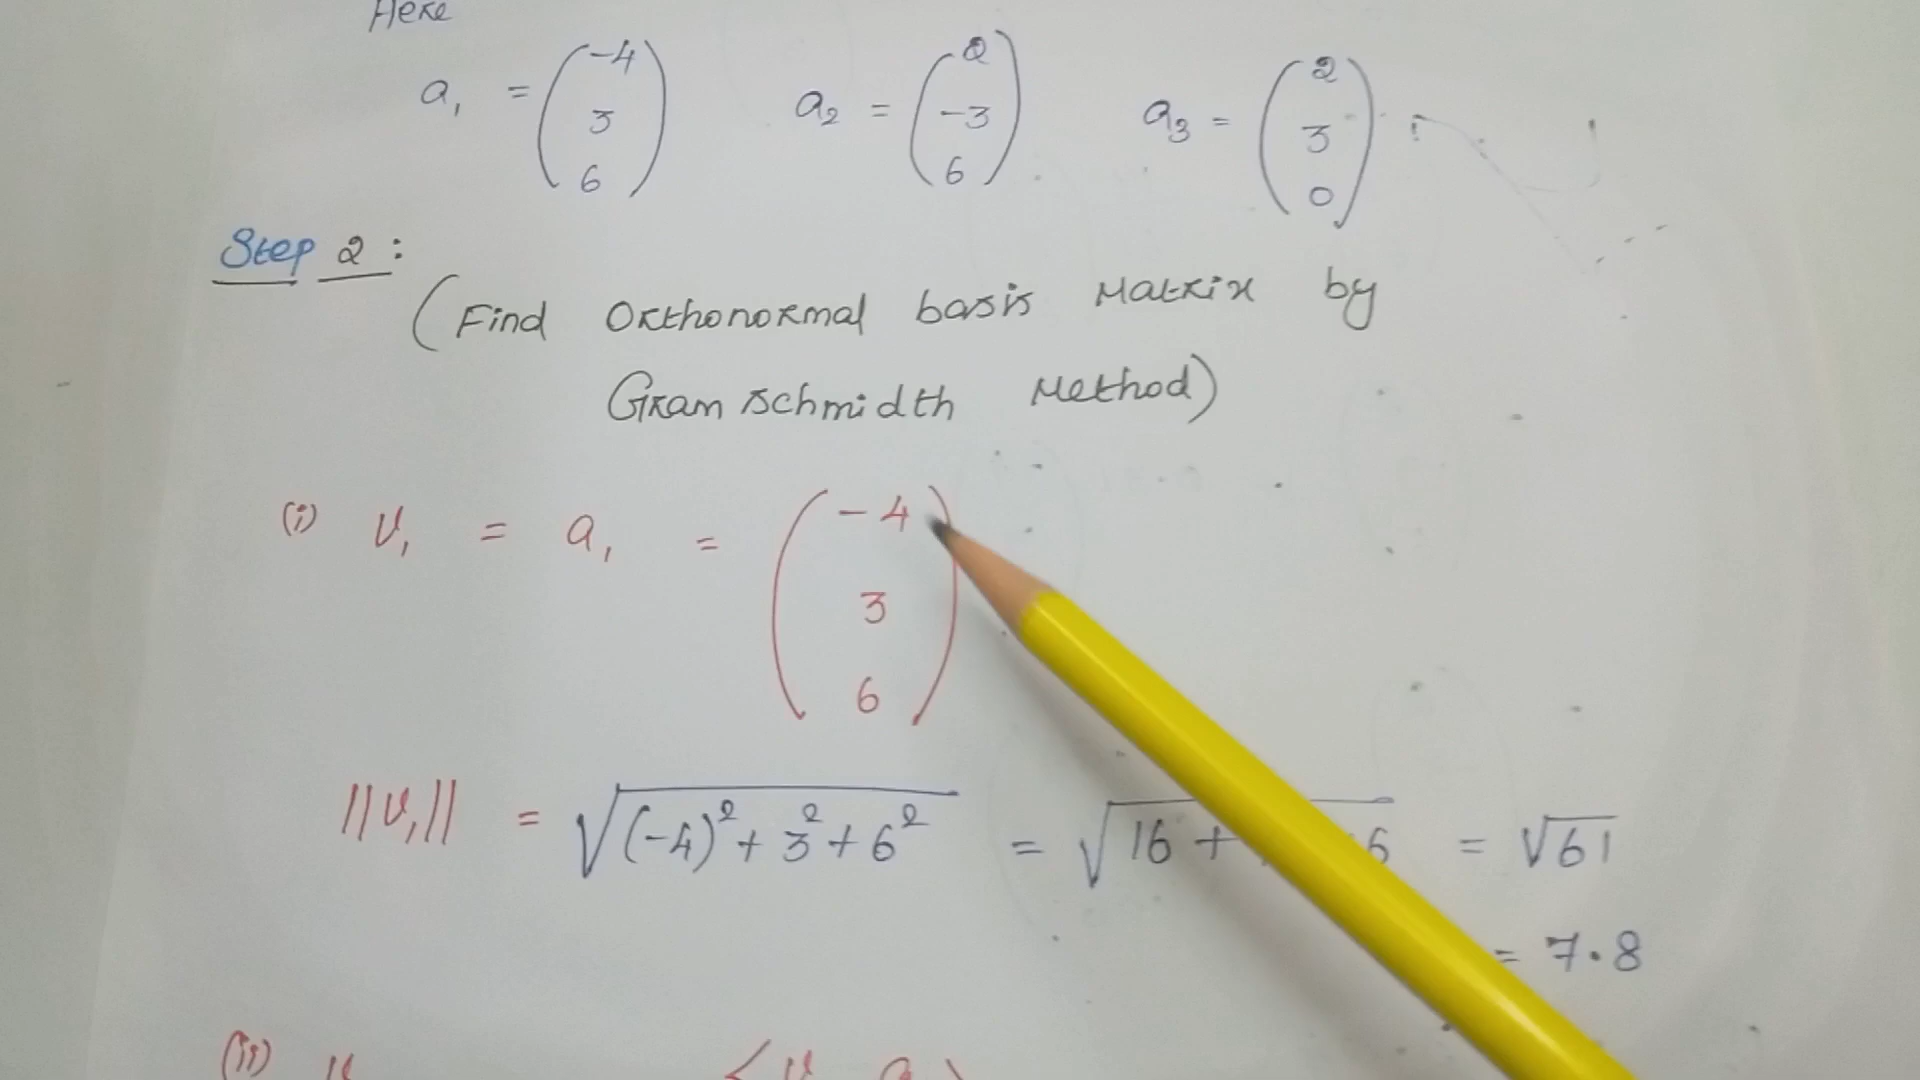 Here
a₁ = (-4 3 6) a₂ = (2 -3 6) a₃ = (2 3 0)
Step 2 :
(Find Orthonormal basis Matrix by
Gram schmidth Method)
(i) v₁ = a₁ = (-4 3 6)
||v₁|| = √(-4)² + 3² + 6² = √16 + 6 = √61
= 7.8
(ii)